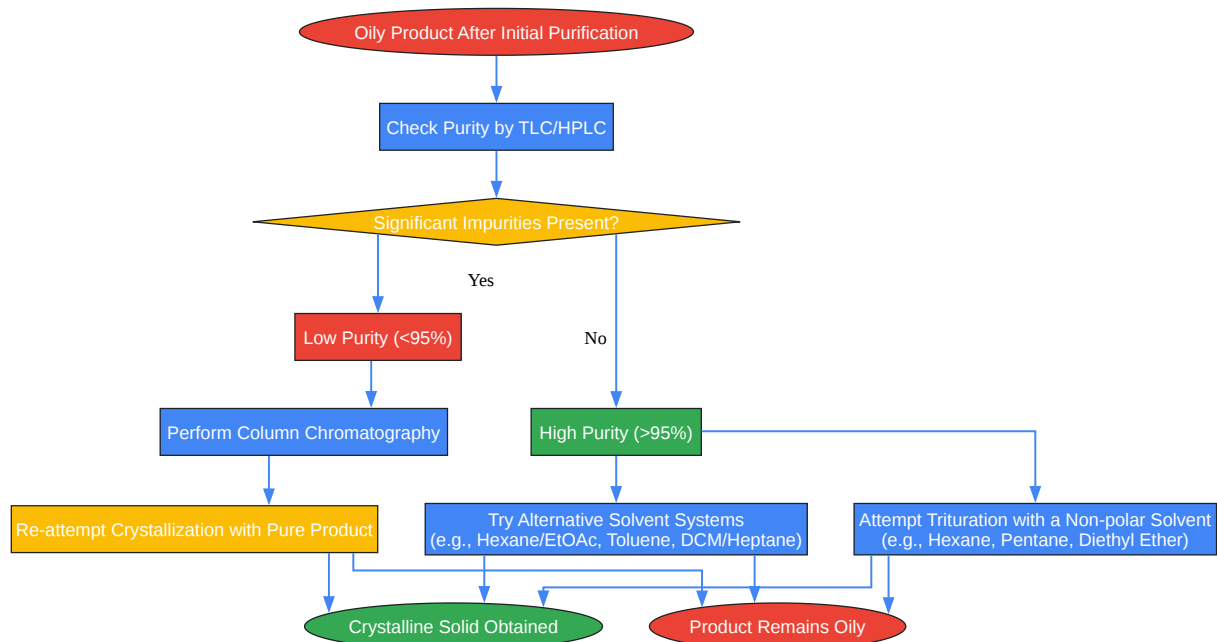 Oily Product After Initial Purification
Check Purity by TLC/HPLC
Significant Impurities Present?
Yes
Low Purity (<95%)
No
Perform Column Chromatography
High Purity (>95%)
Re-attempt Crystallization with Pure Product
Try Alternative Solvent Systems
(e.g., Hexane/EtOAc, Toluene, DCM/Heptane)
Attempt Trituration with a Non-polar Solvent
(e.g., Hexane, Pentane, Diethyl Ether)
Crystalline Solid Obtained
Product Remains Oily